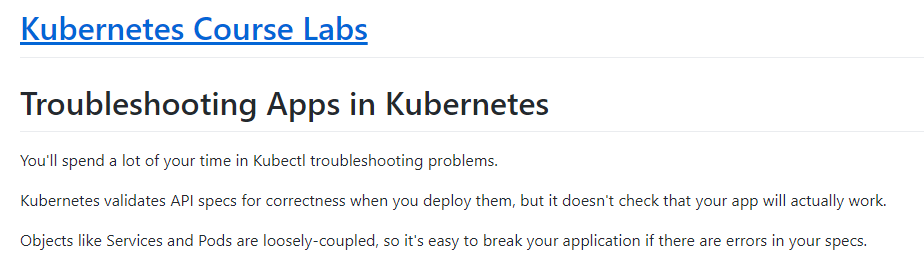 Kubernetes Course Labs
Troubleshooting Apps in Kubernetes
You'll spend a lot of your time in Kubectl troubleshooting problems.
Kubernetes validates API specs for correctness when you deploy them, but it doesn't check that your app will actually work.
Objects like Services and Pods are loosely-coupled, so it's easy to break your application if there are errors in your specs.